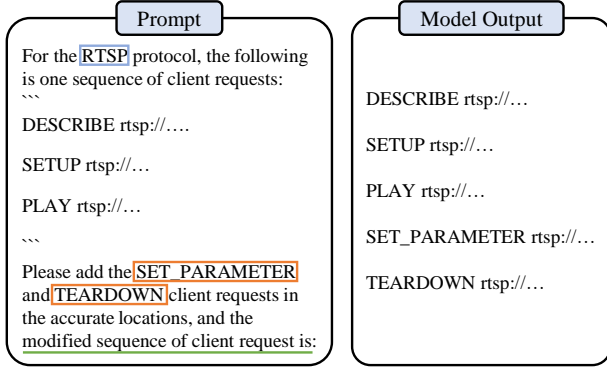 Prompt
For the RTSP protocol, the following
is one sequence of client requests:
```
DESCRIBE rtsp://….
SETUP rtsp://…
PLAY rtsp://…
```
Please add the SET_PARAMETER
and TEARDOWN client requests in
the accurate locations, and the
modified sequence of client request is:
Model Output
DESCRIBE rtsp://…
SETUP rtsp://…
PLAY rtsp://…
SET_PARAMETER rtsp://…
TEARDOWN rtsp://…